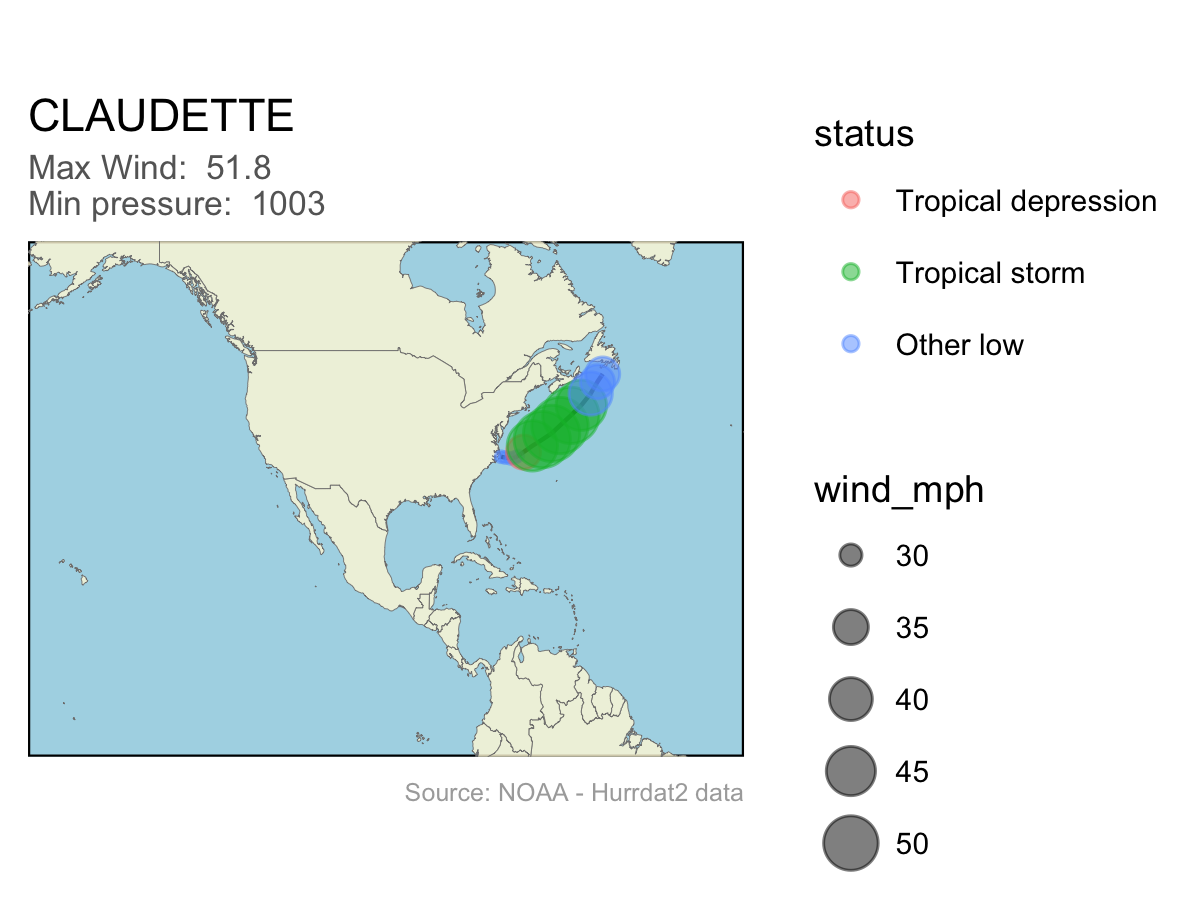 CLAUDETTE
Max Wind:  51.8
Min pressure:  1003
Source: NOAA - Hurrdat2 data
status
Tropical depression
Tropical storm
Other low
wind_mph
30
35
40
45
50